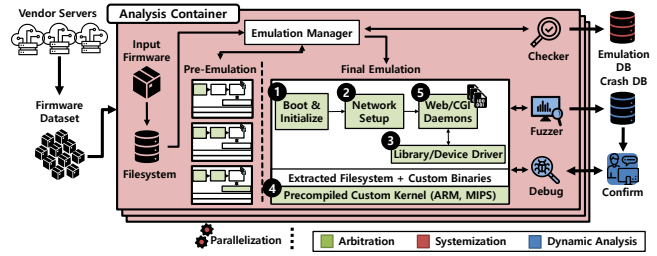 Vendor Servers
Firmware
Dataset
Analysis Container
Input
Firmware
Filesystem
Emulation Manager
Pre-Emulation
Final Emulation
1
Boot &
Initialize
2
Network
Setup
5
Web/CGI
Daemons
3
Library/Device Driver
Extracted Filesystem + Custom Binaries
4
Precompiled Custom Kernel (ARM, MIPS)
Checker
Fuzzer
Debug
Emulation
DB
Crash DB
Confirm
Parallelization
Arbitration
Systemization
Dynamic Analysis